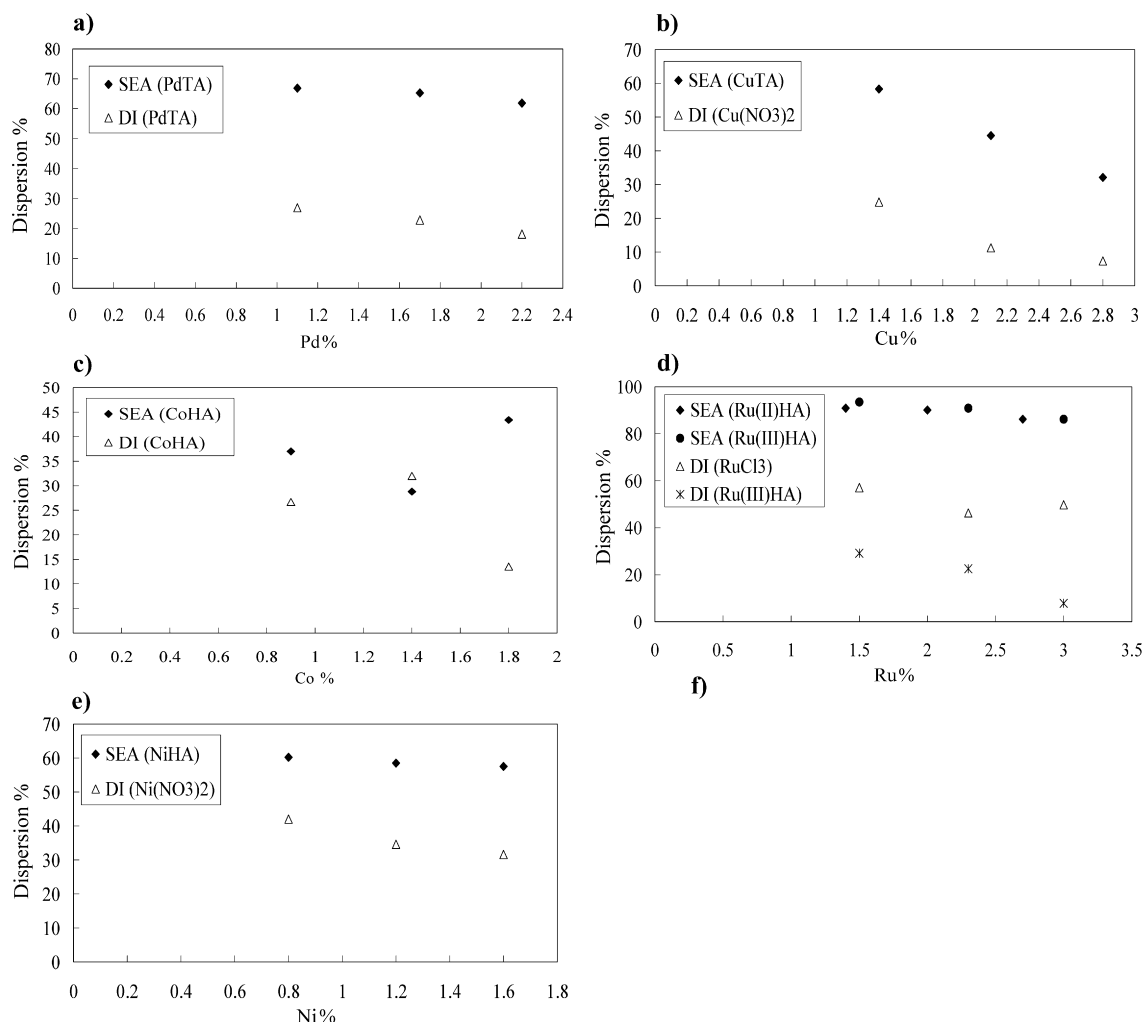 a)
80
70
60
50
40
30
20
10
0
Dispersion %
SEA (PdTA)
DI (PdTA)
0 0.2 0.4 0.6 0.8 1 1.2 1.4 1.6 1.8 2 2.2 2.4
Pd%
b)
70
60
50
40
30
20
10
0
Dispersion %
SEA (CuTA)
DI (Cu(NO3)2
0 0.2 0.4 0.6 0.8 1 1.2 1.4 1.6 1.8 2 2.2 2.4 2.6 2.8 3
Cu%
c)
50
45
40
35
30
25
20
15
10
5
0
Dispersion %
SEA (CoHA)
DI (CoHA)
0 0.2 0.4 0.6 0.8 1 1.2 1.4 1.6 1.8 2
Co %
d)
100
80
60
40
20
0
Dispersion %
SEA (Ru(II)HA)
SEA (Ru(III)HA)
DI (RuCl3)
DI (Ru(III)HA)
0 0.5 1 1.5 2 2.5 3 3.5
Ru%
e)
70
60
50
40
30
20
10
0
Dispersion %
SEA (NiHA)
DI (Ni(NO3)2)
0 0.2 0.4 0.6 0.8 1 1.2 1.4 1.6 1.8
Ni%
f)